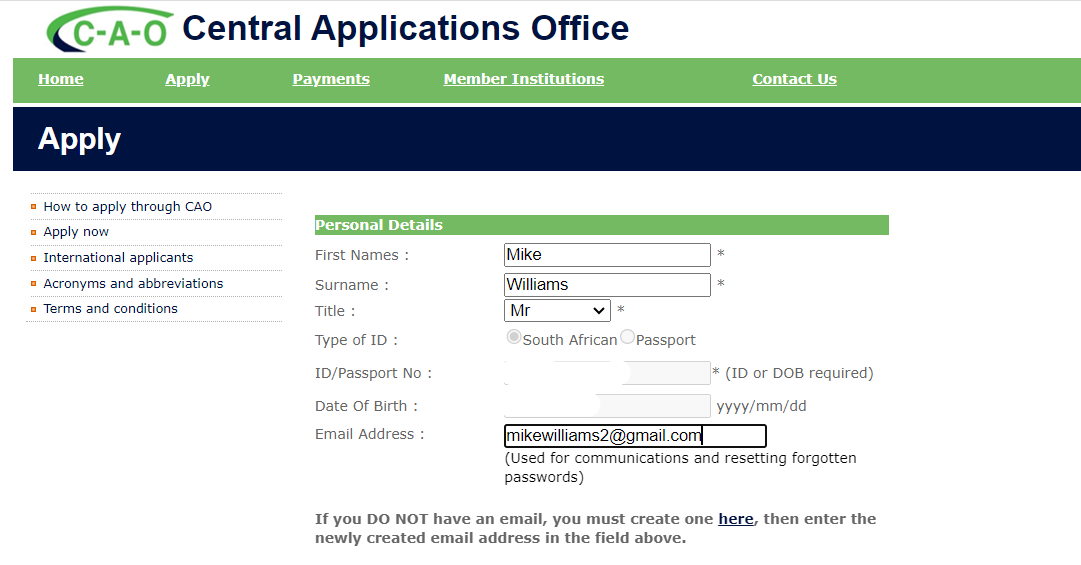 C-A-O Central Applications Office
Home Apply Payments Member Institutions Contact Us
Apply
How to apply through CAO
Apply now
International applicants
Acronyms and abbreviations
Terms and conditions
Personal Details
First Names : Mike *
Surname : Williams *
Title : Mr *
Type of ID : South African Passport
ID/Passport No : * (ID or DOB required)
Date Of Birth : yyyy/mm/dd
Email Address : mikewilliams2@gmail.com
(Used for communications and resetting forgotten
passwords)
If you DO NOT have an email, you must create one here, then enter the
newly created email address in the field above.